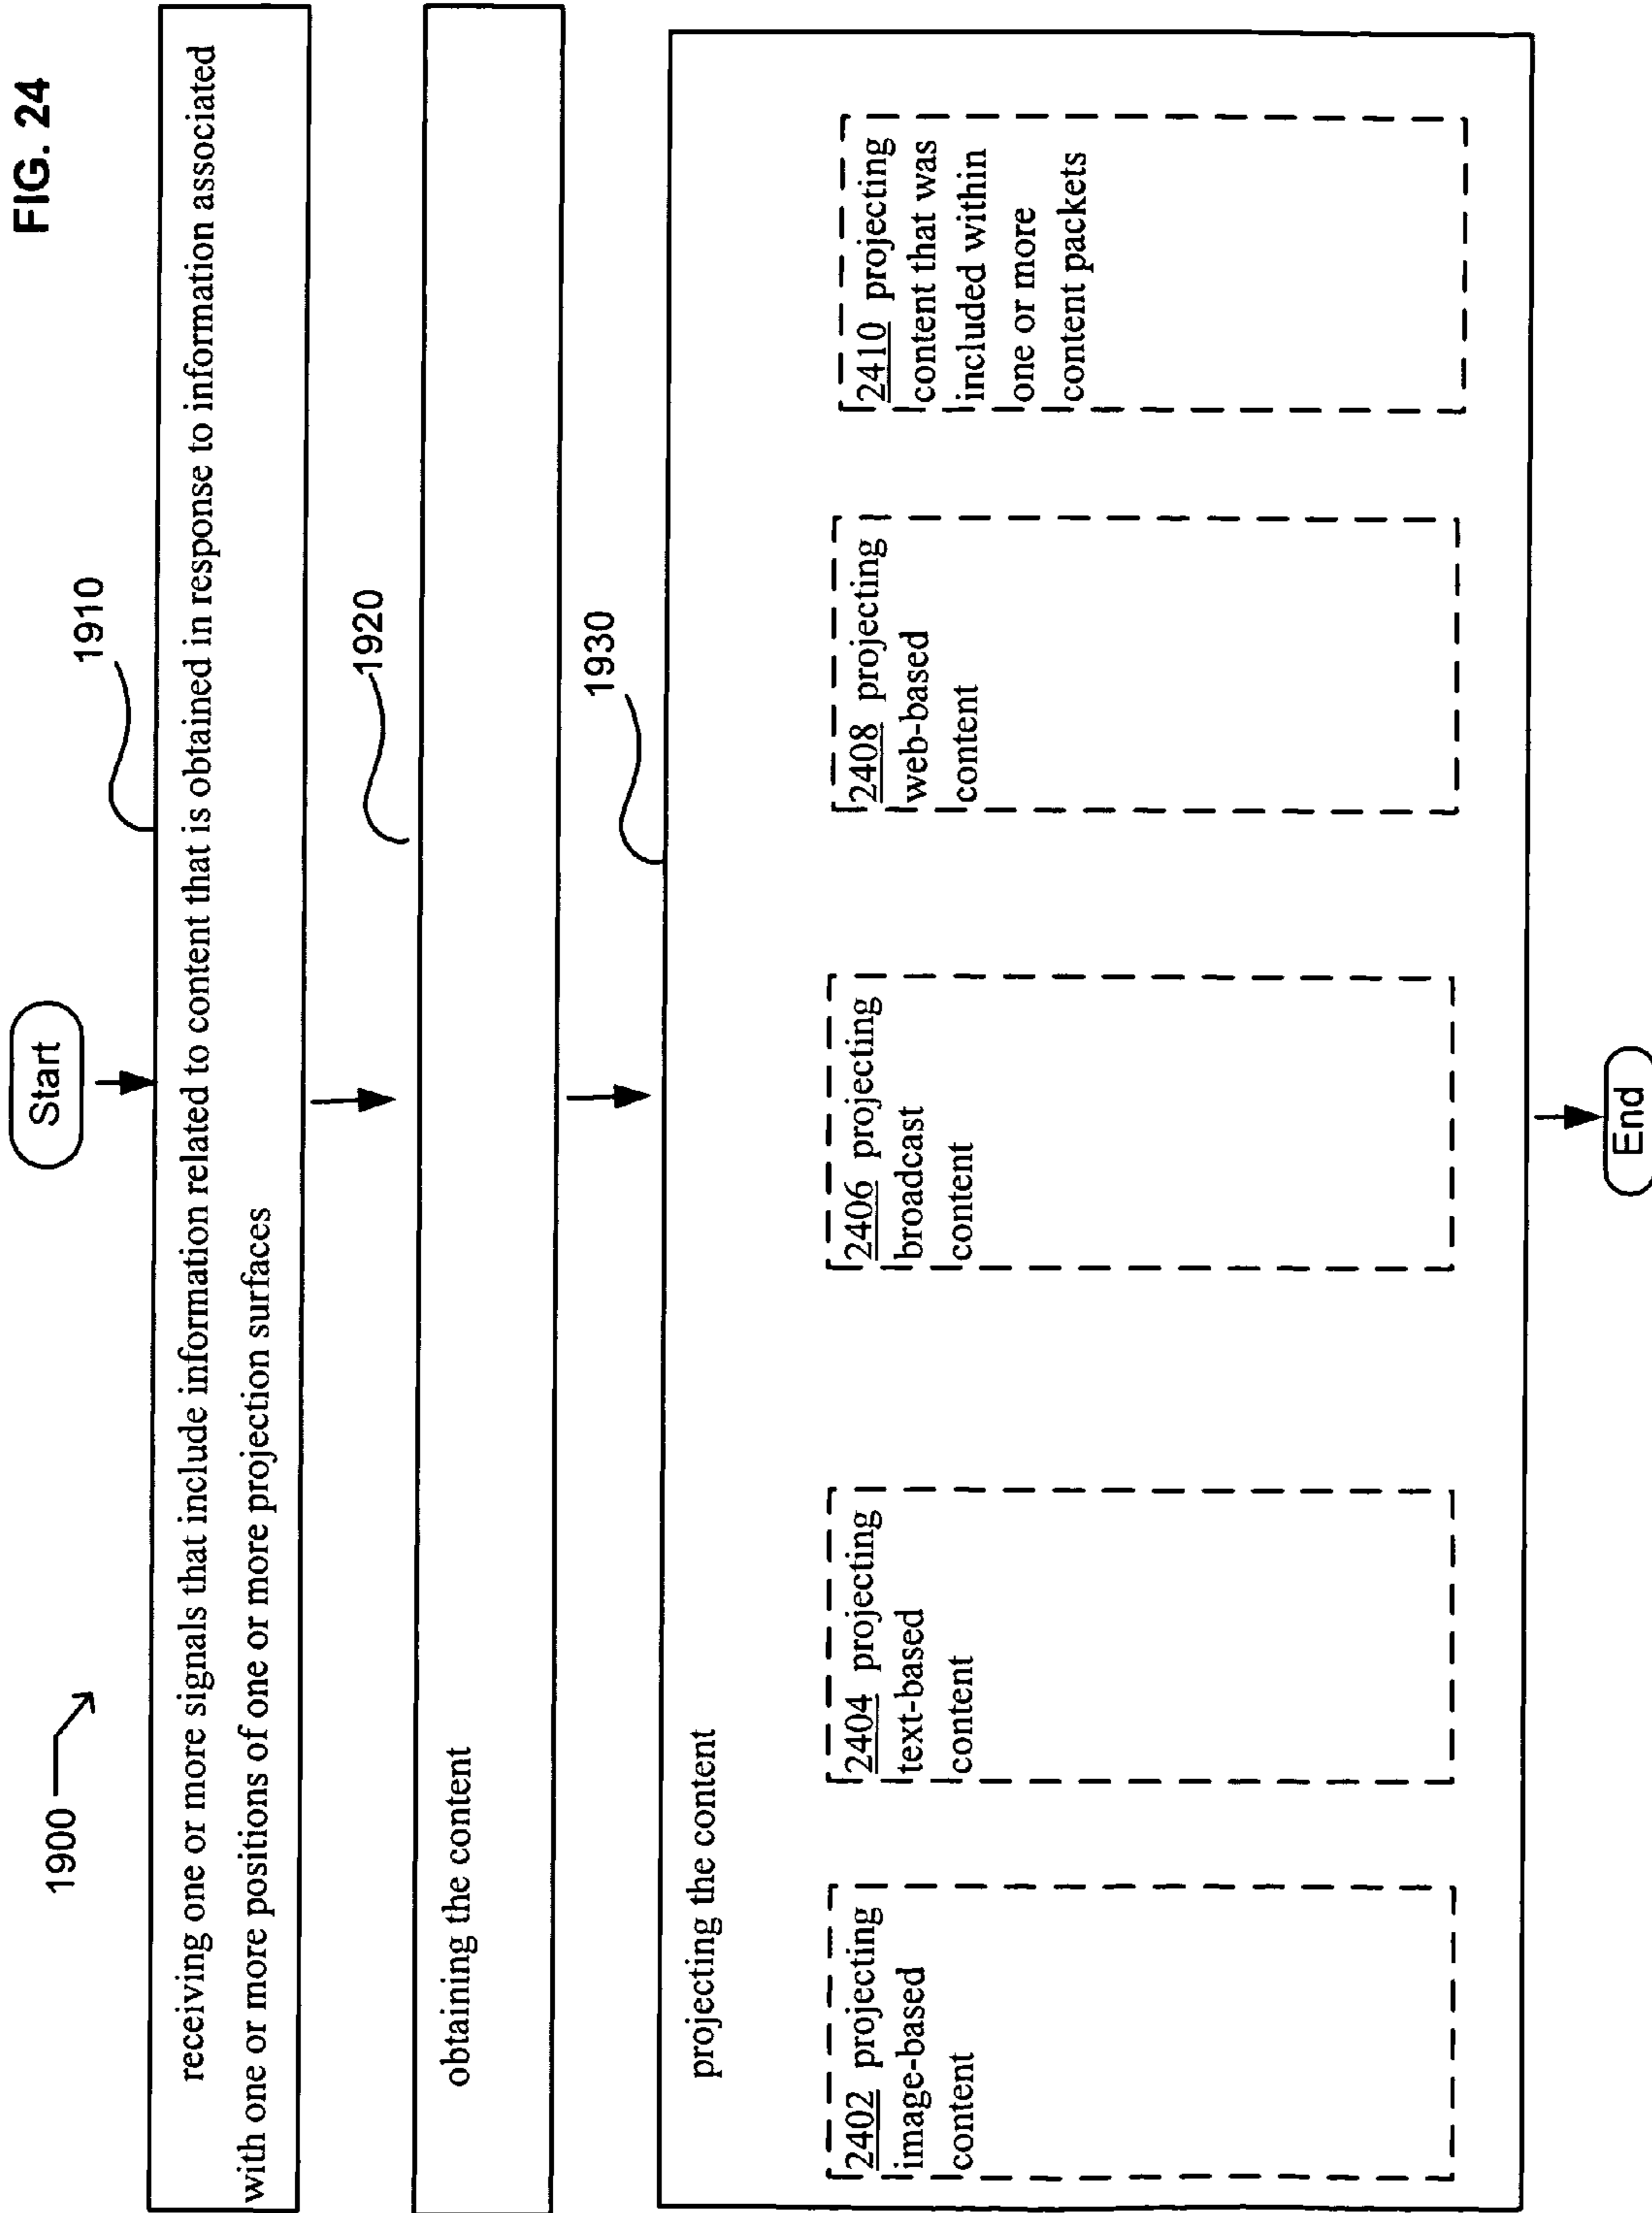 FIG. 24
1900
Start
1910
receiving one or more signals that include information related to content that is obtained in response to information associated
with one or more positions of one or more projection surfaces
1920
obtaining the content
1930
projecting the content
2402 projecting
image-based
content
2404 projecting
text-based
content
2406 projecting
broadcast
content
2408 projecting
web-based
content
2410 projecting
content that was
included within
one or more
content packets
End